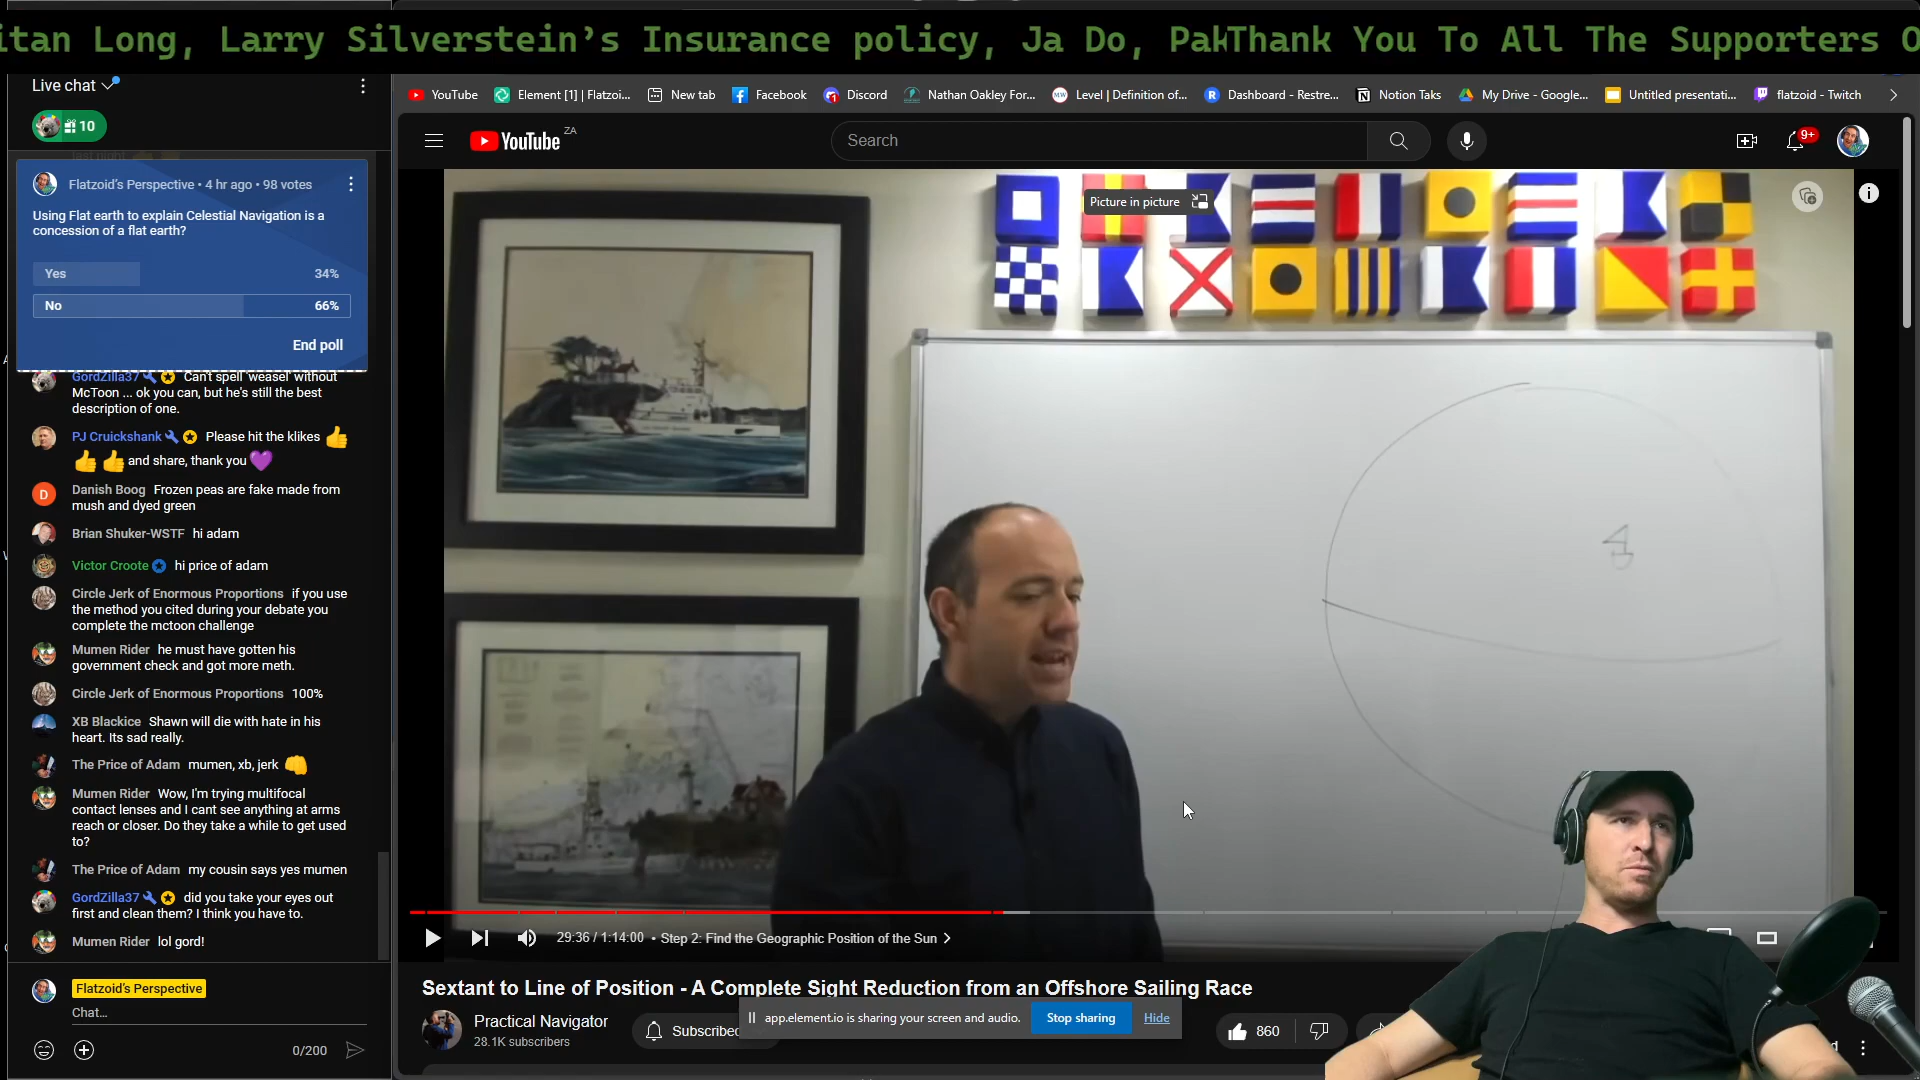 itan Long, Larry Silverstein's Insurance policy, Ja Do, Pak
Thank You To All The Supporters O
Live chat
10
Flatzoid's Perspective • 4 hr ago • 98 votes
Using Flat earth to explain Celestial Navigation is a
concession of a flat earth?
Yes 34%
No 66%
End poll
GordZilla37 Can't spell 'weasel' without
McToon ... ok you can, but he's still the best
description of one.
PJ Cruickshank Please hit the klikes
and share, thank you
Danish Boog Frozen peas are fake made from
mush and dyed green
Brian Shuker-WSTF hi adam
Victor Croote hi price of adam
Circle Jerk of Enormous Proportions if you use
the method you cited during your debate you
complete the mctoon challenge
Mumen Rider he must have gotten his
government check and got more meth.
Circle Jerk of Enormous Proportions 100%
XB Blackice Shawn will die with hate in his
heart. Its sad really.
The Price of Adam mumen, xb, jerk
Mumen Rider Wow, I'm trying multifocal
contact lenses and I cant see anything at arms
reach or closer. Do they take a while to get used
to?
The Price of Adam my cousin says yes mumen
GordZilla37 did you take your eyes out
first and clean them? I think you have to.
Mumen Rider lol gord!
D
Flatzoid's Perspective
Chat...
0/200
YouTube
Element [1] | Flatzoi...
New tab
Facebook
Discord
Nathan Oakley For...
Level | Definition of...
Dashboard - Restre...
Notion Taks
My Drive - Google...
Untitled presentati...
flatzoid - Twitch
YouTube ZA
Search
9+
Picture in picture
29:36 / 1:14:00 • Step 2: Find the Geographic Position of the Sun
Sextant to Line of Position - A Complete Sight Reduction from an Offshore Sailing Race
Practical Navigator
28.1K subscribers
Subscribed
app.element.io is sharing your screen and audio.
Stop sharing
Hide
860